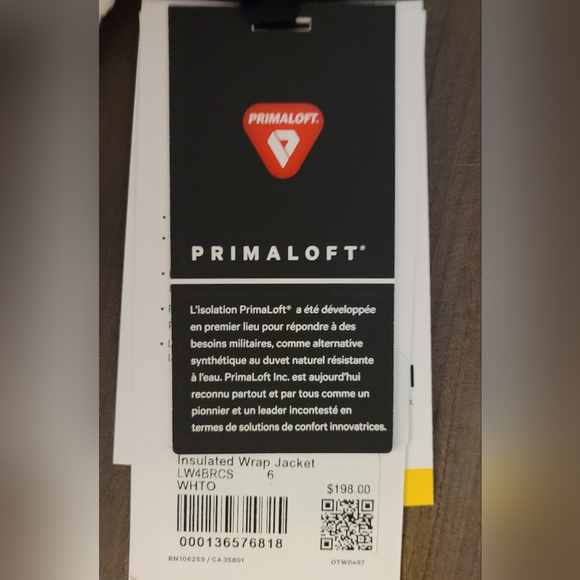 PRIMALOFT®
PRIMALOFT®
L'isolation PrimaLoft® a été développée
en premier lieu pour répondre à des
besoins militaires, comme alternative
synthétique au duvet naturel résistante
à l'eau. PrimaLoft Inc. est aujourd'hui
reconnu partout et par tous comme un
pionnier et un leader incontesté en
termes de solutions de confort innovatrices.
Insulated Wrap Jacket
LW4BRCS 6
WHTO $198.00
000136576818
RN106259 / CA35801 OTW0497